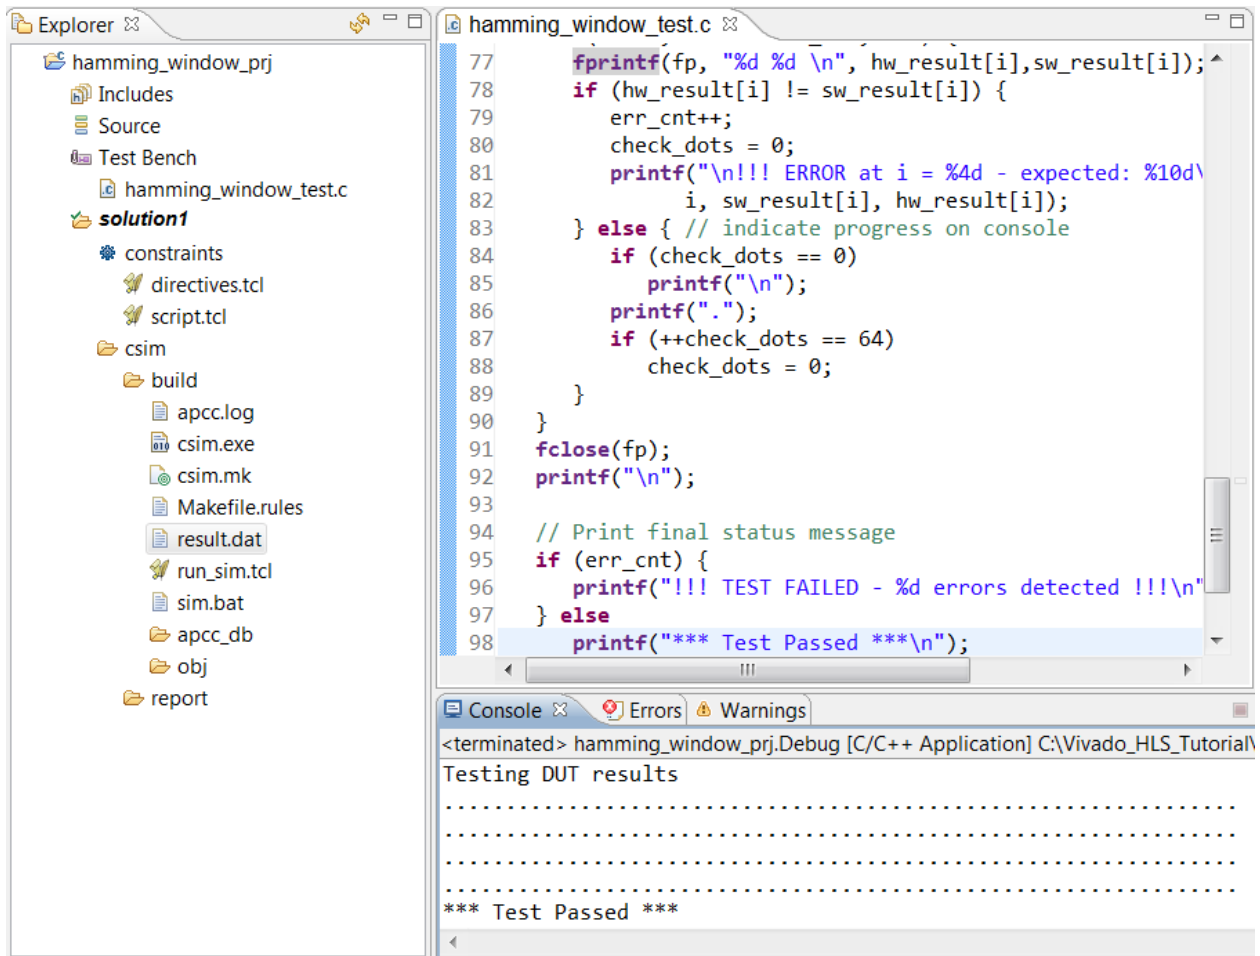 Explorer
hamming_window_prj
Includes
Source
Test Bench
hamming_window_test.c
solution1
constraints
directives.tcl
script.tcl
csim
build
apcc.log
csim.exe
csim.mk
Makefile.rules
result.dat
run_sim.tcl
sim.bat
apcc_db
obj
report
hamming_window_test.c
77 fprintf(fp, "%d %d \n", hw_result[i],sw_result[i]);
78 if (hw_result[i] != sw_result[i]) {
79 err_cnt++;
80 check_dots = 0;
81 printf("\n!!! ERROR at i = %4d - expected: %10d\
82 i, sw_result[i], hw_result[i]);
83 } else { // indicate progress on console
84 if (check_dots == 0)
85 printf("\n");
86 printf(".");
87 if (++check_dots == 64)
88 check_dots = 0;
89 }
90 }
91 fclose(fp);
92 printf("\n");
93
94 // Print final status message
95 if (err_cnt) {
96 printf("!!! TEST FAILED - %d errors detected !!!\n"
97 } else
98 printf("*** Test Passed ***\n");
Console Errors Warnings
<terminated> hamming_window_prj.Debug [C/C++ Application] C:\Vivado_HLS_Tutorial\
Testing DUT results
................................................................
................................................................
................................................................
................................................................
*** Test Passed ***